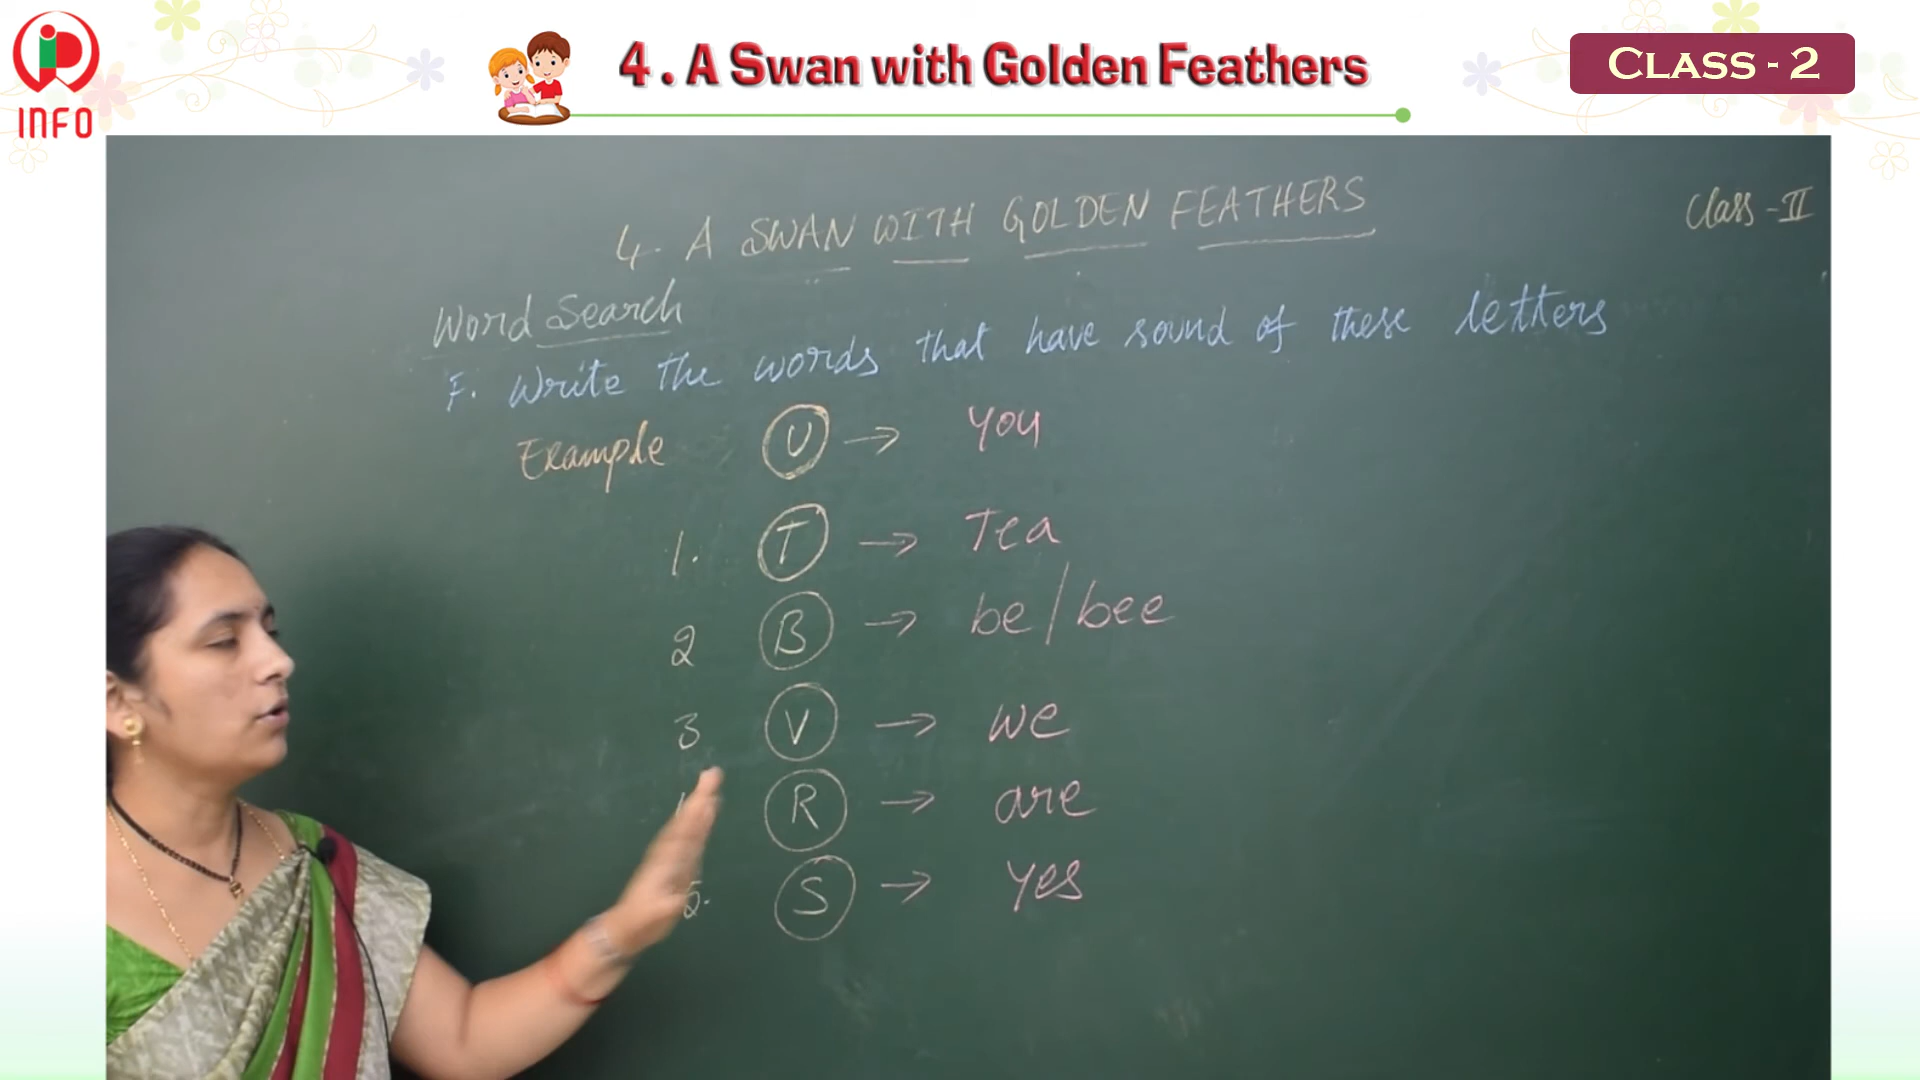 INFO
4. A Swan with Golden Feathers
CLASS - 2
4. A SWAN WITH GOLDEN FEATHERS
Class - II
Word Search
F. Write the words that have sound of these letters
Example U → you
1. T → Tea
2 B → be/bee
3 V → we
R → are
5. S → yes